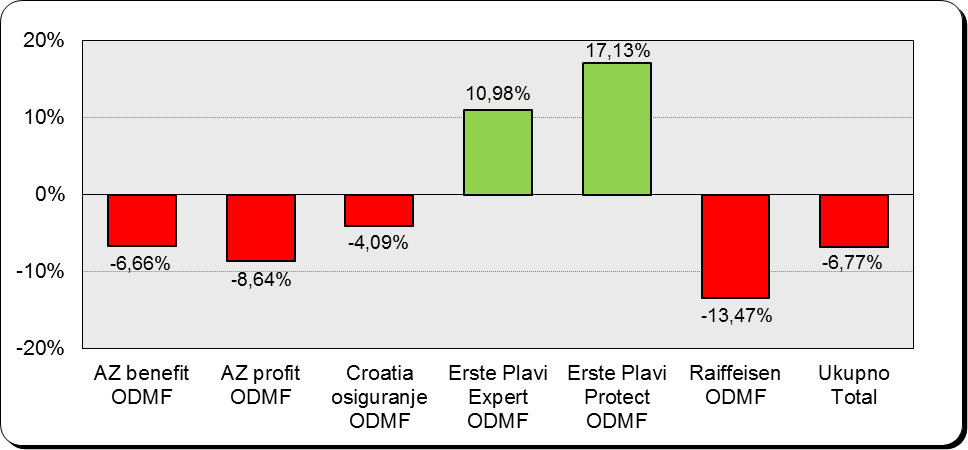 20%
10%
0%
-10%
-20%
-6,66%
-8,64%
-4,09%
10,98%
17,13%
-13,47%
-6,77%
AZ benefit
ODMF
AZ profit
ODMF
Croatia
osiguranje
ODMF
Erste Plavi
Expert
ODMF
Erste Plavi
Protect
ODMF
Raiffeisen
ODMF
Ukupno
Total